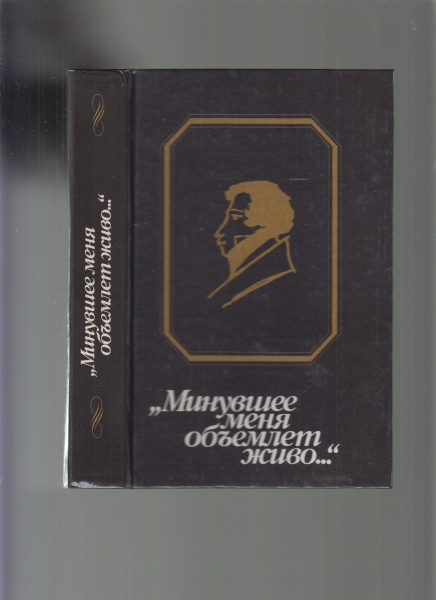 „Минувшее меня
объемлет живо...“
„Минувшее
меня
объемлет
живо...“